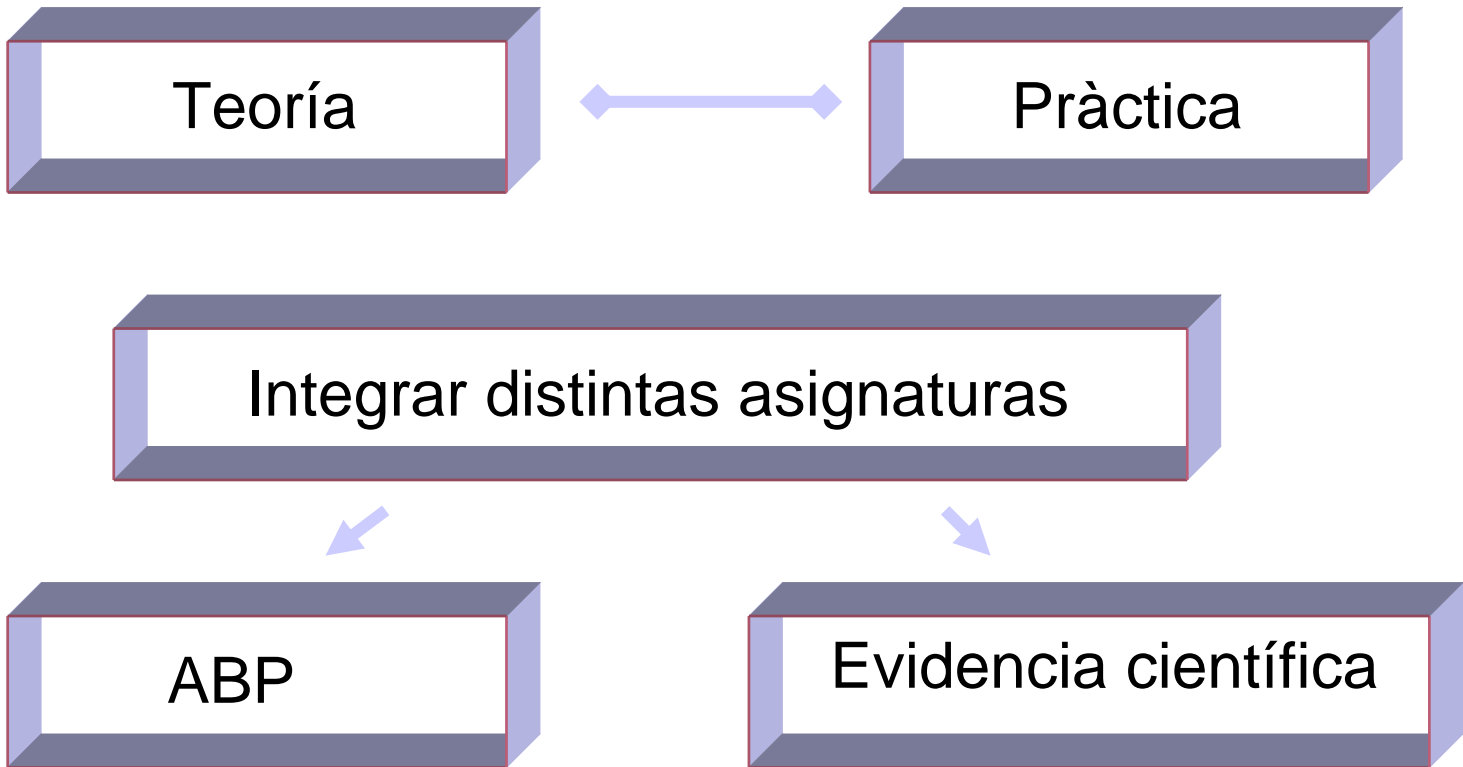 Teoría
Pràctica
Integrar distintas asignaturas
ABP
Evidencia científica